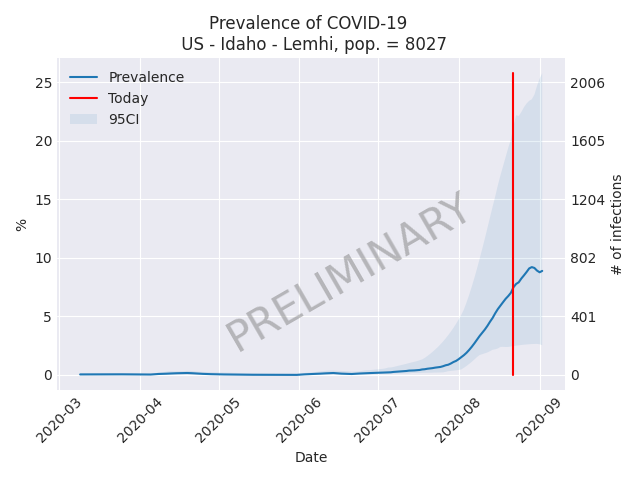 Prevalence of COVID-19
US - Idaho - Lemhi, pop. = 8027
Prevalence
Today
95CI
25
20
15
10
5
0
%
2006
1605
1204
802
401
0
# of infections
PRELIMINARY
2020-03
2020-04
2020-05
2020-06
2020-07
2020-08
2020-09
Date